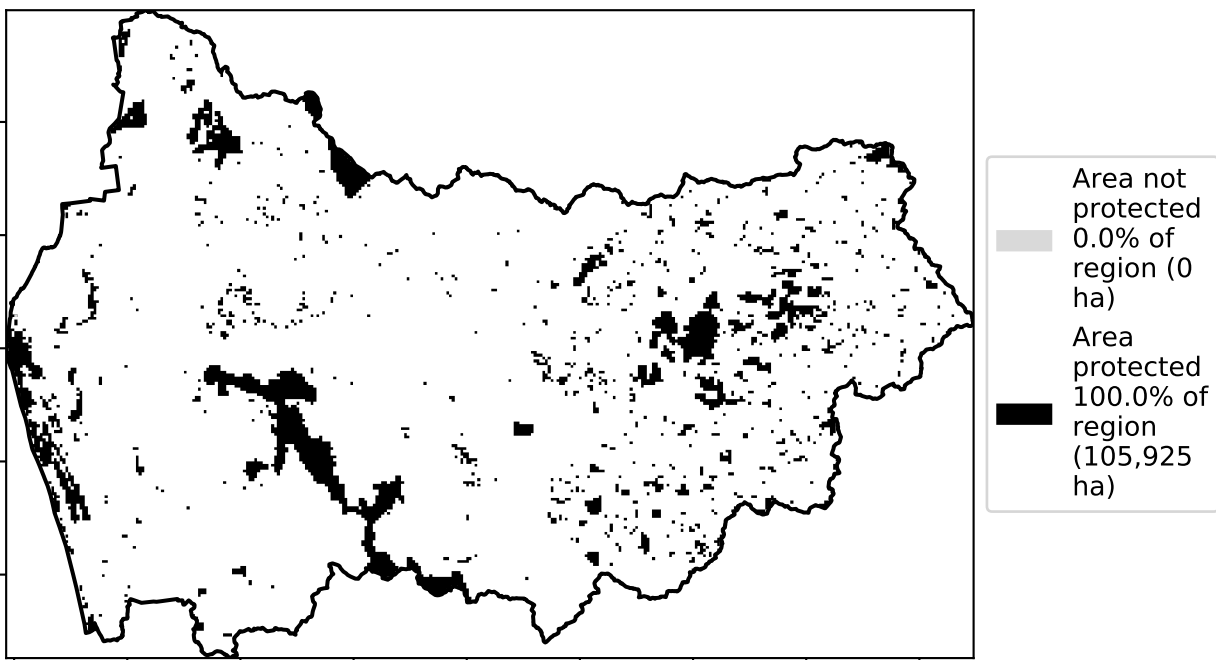 Area not
protected
0.0% of
region (0
ha)
Area
protected
100.0% of
region
(105,925
ha)